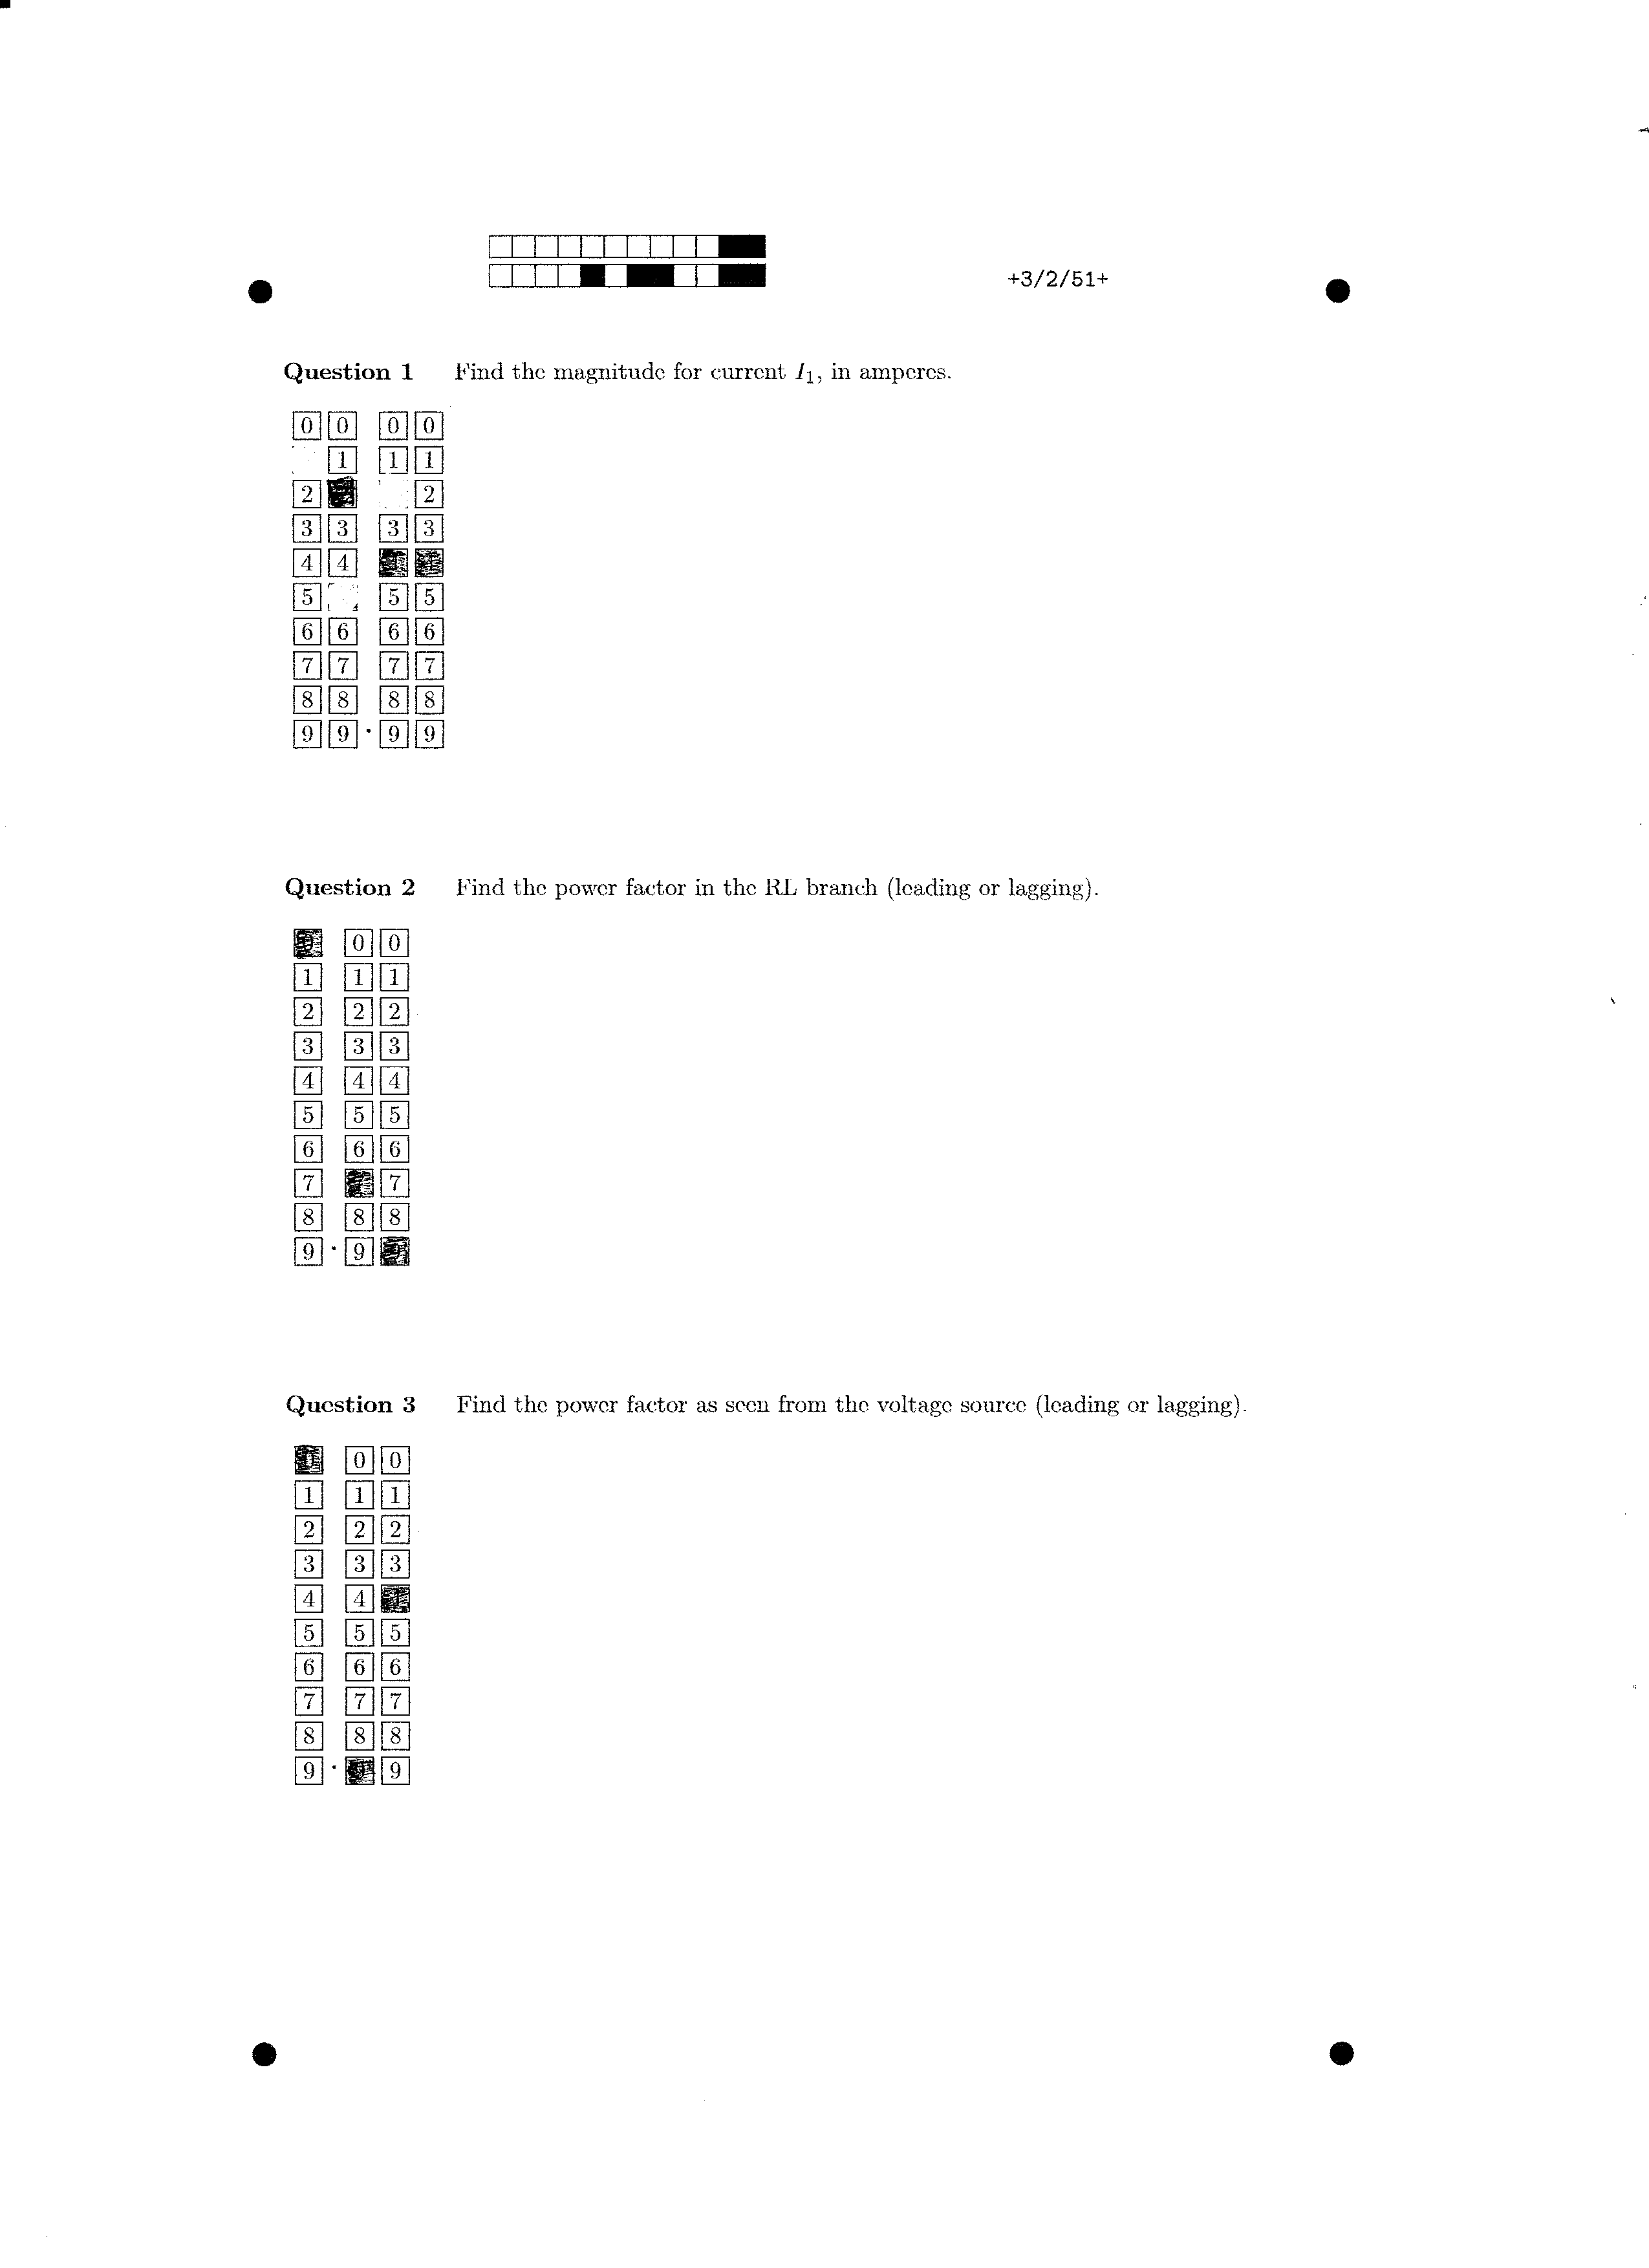 +3/2/51+
Question 1 Find the magnitude for current I₁, in amperes.
0 0 0 0
1 1 1
2 2
3 3 3 3
4 4
5 5 5
6 6 6 6
7 7 7 7
8 8 8 8
9 9 . 9 9
Question 2 Find the power factor in the RL branch (leading or lagging).
0 0
1 1 1
2 2 2
3 3 3
4 4 4
5 5 5
6 6 6
7 7
8 8 8
9 . 9
Question 3 Find the power factor as seen from the voltage source (leading or lagging).
0 0
1 1 1
2 2 2
3 3 3
4 4
5 5 5
6 6 6
7 7 7
8 8 8
9 . 9